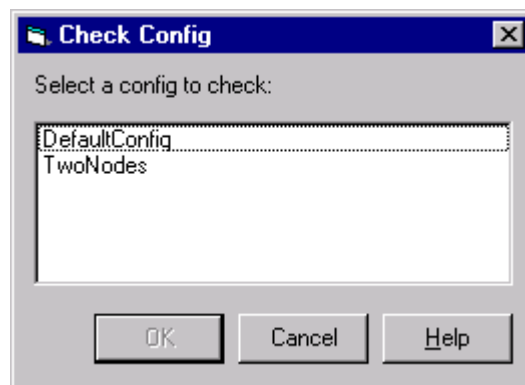 Check Config
Select a config to check:
DefaultConfig
TwoNodes
OK Cancel Help